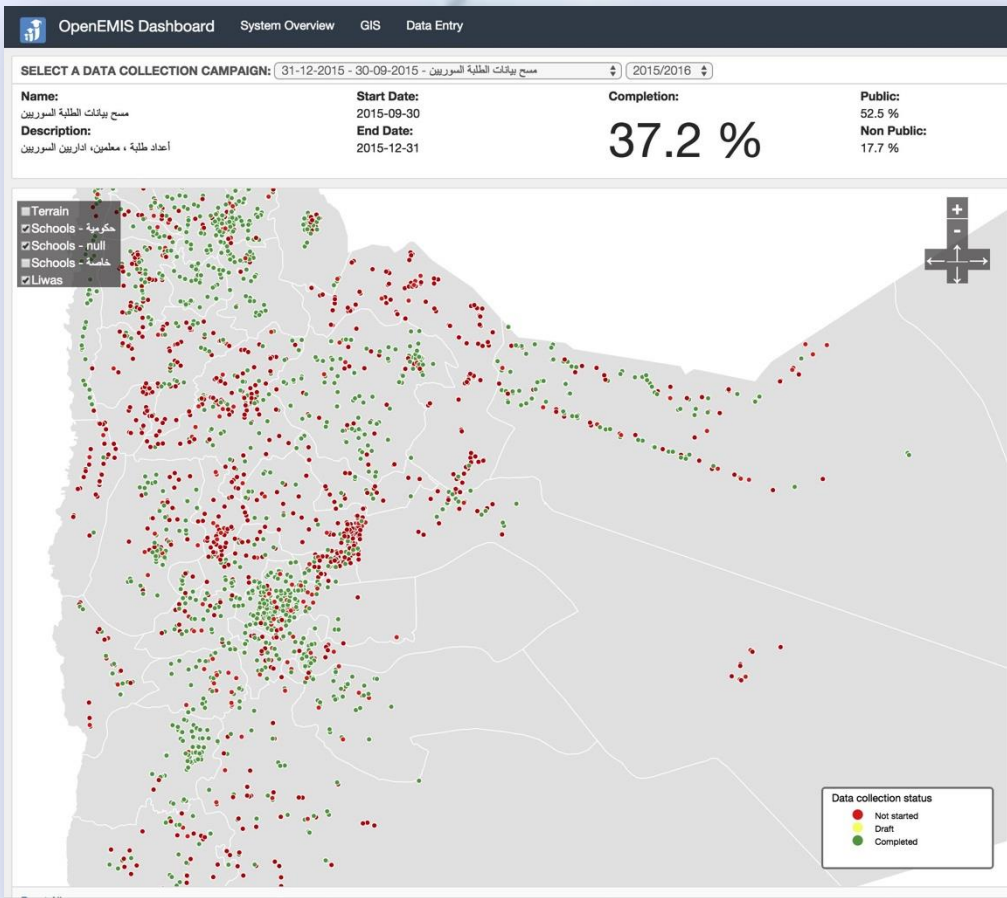 OpenEMIS Dashboard System Overview GIS Data Entry
SELECT A DATA COLLECTION CAMPAIGN: مسح بيانات الطلبة السوريين - 30-09-2015 - 31-12-2015 2015/2016
Name: Start Date: Completion: Public:
مسح بيانات الطلبة السوريين 2015-09-30 37.2 % 52.5 %
Description: End Date: Non Public:
أعداد طلبة ، معلمين، اداريين السوريين 2015-12-31 17.7 %
Terrain
Schools - حكومية
Schools - null
Schools - خاصة
Liwas
+
-
Data collection status
Not started
Draft
Completed